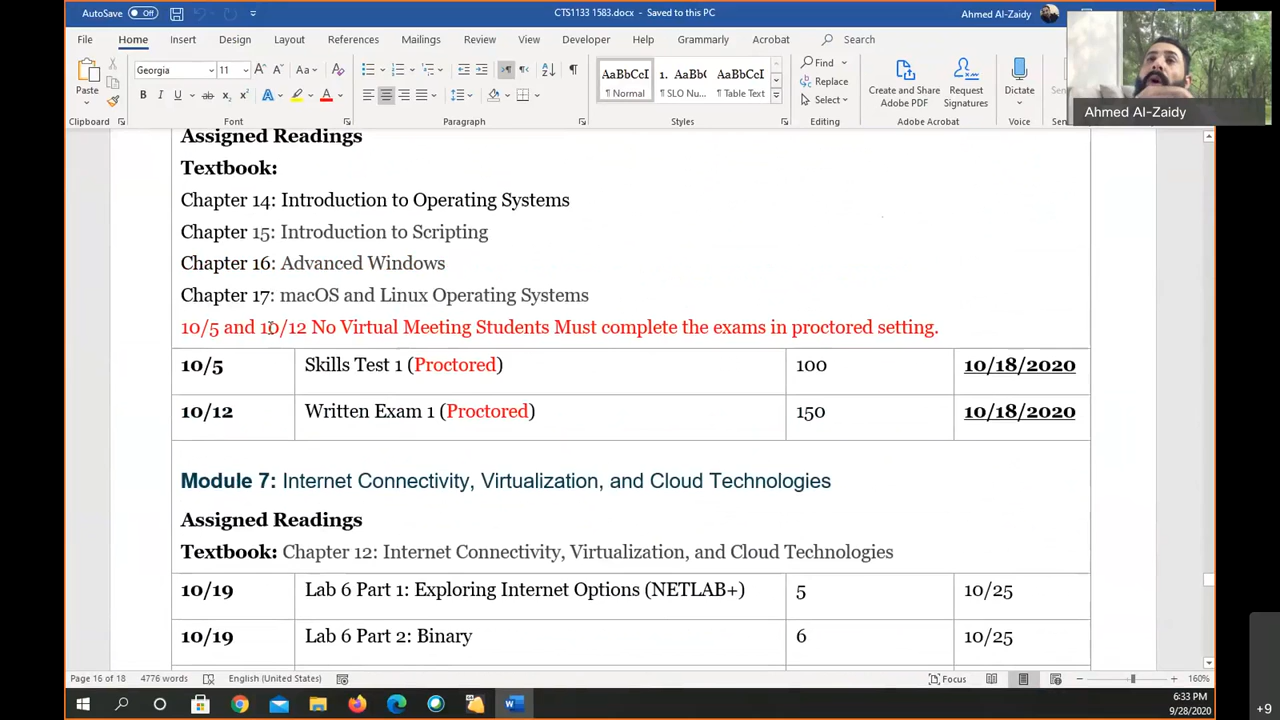 AutoSave Off
CTS1133 1583.docx - Saved to this PC
Ahmed Al-Zaidy
File Home Insert Design Layout References Mailings Review View Developer Help Grammarly Acrobat Search
Georgia 11
Paste
B I U ab x2 x2 A A
AaBbCcI 1. AaBbC AaBbCcI
¶ Normal 1. SLO Nu... ¶ Table Text
Find
Replace
Select
Create and Share Adobe PDF
Request Signatures
Dictate
Clipboard Font Paragraph Styles Editing Adobe Acrobat Voice
Ahmed Al-Zaidy
Assigned Readings
Textbook:
Chapter 14: Introduction to Operating Systems
Chapter 15: Introduction to Scripting
Chapter 16: Advanced Windows
Chapter 17: macOS and Linux Operating Systems
10/5 and 10/12 No Virtual Meeting Students Must complete the exams in proctored setting.
10/5 Skills Test 1 (Proctored) 100 10/18/2020
10/12 Written Exam 1 (Proctored) 150 10/18/2020
Module 7: Internet Connectivity, Virtualization, and Cloud Technologies
Assigned Readings
Textbook: Chapter 12: Internet Connectivity, Virtualization, and Cloud Technologies
10/19 Lab 6 Part 1: Exploring Internet Options (NETLAB+) 5 10/25
10/19 Lab 6 Part 2: Binary 6 10/25
Page 16 of 18 4776 words English (United States) Focus 160%
6:33 PM
9/28/2020
+9